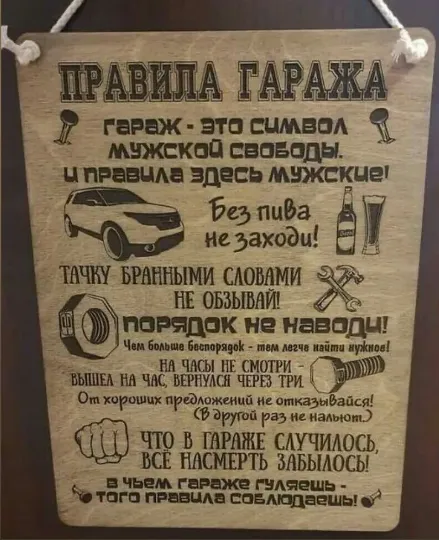 ПРАВИЛА ГАРАЖА
ГАРАЖ - ЭТО СИМВОЛ
МУЖСКОЙ СВОБОДЫ.
И ПРАВИЛА ЗДЕСЬ МУЖСКИЕ!
Без пива
не заходи!
ТАЧКУ БРАННЫМИ СЛОВАМИ
НЕ ОБЗЫВАЙ!
ПОРЯДОК НЕ НАВОДИ!
Чем больше беспорядок - тем легче найти нужное!
НА ЧАСЫ НЕ СМОТРИ -
ВЫШЕЛ НА ЧАС, ВЕРНУЛСЯ ЧЕРЕЗ ТРИ.
От хороших предложений не отказывайся!
(В другой раз не нальют.)
ЧТО В ГАРАЖЕ СЛУЧИЛОСЬ,
ВСЁ НАСМЕРТЬ ЗАБЫЛОСЬ!
В ЧЬЕМ ГАРАЖЕ ГУЛЯЕШЬ -
ТОГО ПРАВИЛА СОБЛЮДАЕШЬ!